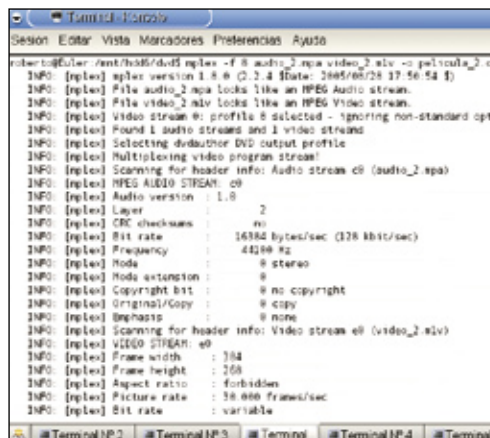 Terminal - Konsole
Sesion Editar Vista Marcadores Preferencias Ayuda
roberto@Euler:/mnt/hdd6/dvd$ mplex -f 8 audio_2.mpa video_2.m1v -o pelicula_2.
INFO: [mplex] mplex version 1.8.0 (2.2.4 $Date: 2005/08/28 17:50:54 $)
INFO: [mplex] File audio_2.mpa looks like an MPEG Audio stream.
INFO: [mplex] File video_2.m1v looks like an MPEG Video stream.
INFO: [mplex] Video stream 0: profile 8 selected - ignoring non-standard opt
INFO: [mplex] Found 1 audio streams and 1 video streams
INFO: [mplex] Selecting dvdauthor DVD output profile
INFO: [mplex] Multiplexing video program stream!
INFO: [mplex] Scanning for header info: Audio stream c0 (audio_2.mpa)
INFO: [mplex] MPEG AUDIO STREAM: c0
INFO: [mplex] Audio version : 1.0
INFO: [mplex] Layer : 2
INFO: [mplex] CRC checksums : no
INFO: [mplex] Bit rate : 16384 bytes/sec (128 kbit/sec)
INFO: [mplex] Frequency : 44100 Hz
INFO: [mplex] Mode : 0 stereo
INFO: [mplex] Mode extension : 0
INFO: [mplex] Copyright bit : 0 no copyright
INFO: [mplex] Original/Copy : 0 copy
INFO: [mplex] Emphasis : 0 none
INFO: [mplex] Scanning for header info: Video stream e0 (video_2.m1v)
INFO: [mplex] VIDEO STREAM: e0
INFO: [mplex] Frame width : 384
INFO: [mplex] Frame height : 268
INFO: [mplex] Aspect ratio : forbidden
INFO: [mplex] Picture rate : 30.000 frames/sec
INFO: [mplex] Bit rate : variable
Terminal Nº 2 Terminal Nº 3 Terminal Terminal Nº 4 Terminal